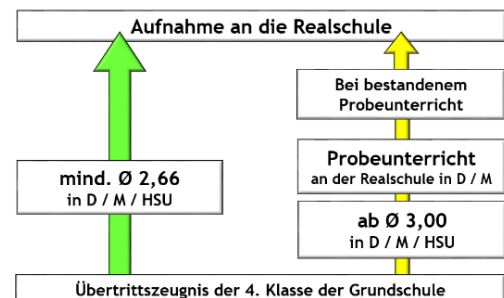 Aufnahme an die Realschule
Bei bestandenem
Probeunterricht
Probeunterricht
an der Realschule in D / M
mind. Ø 2,66
in D / M / HSU
ab Ø 3,00
in D / M / HSU
Übertrittszeugnis der 4. Klasse der Grundschule